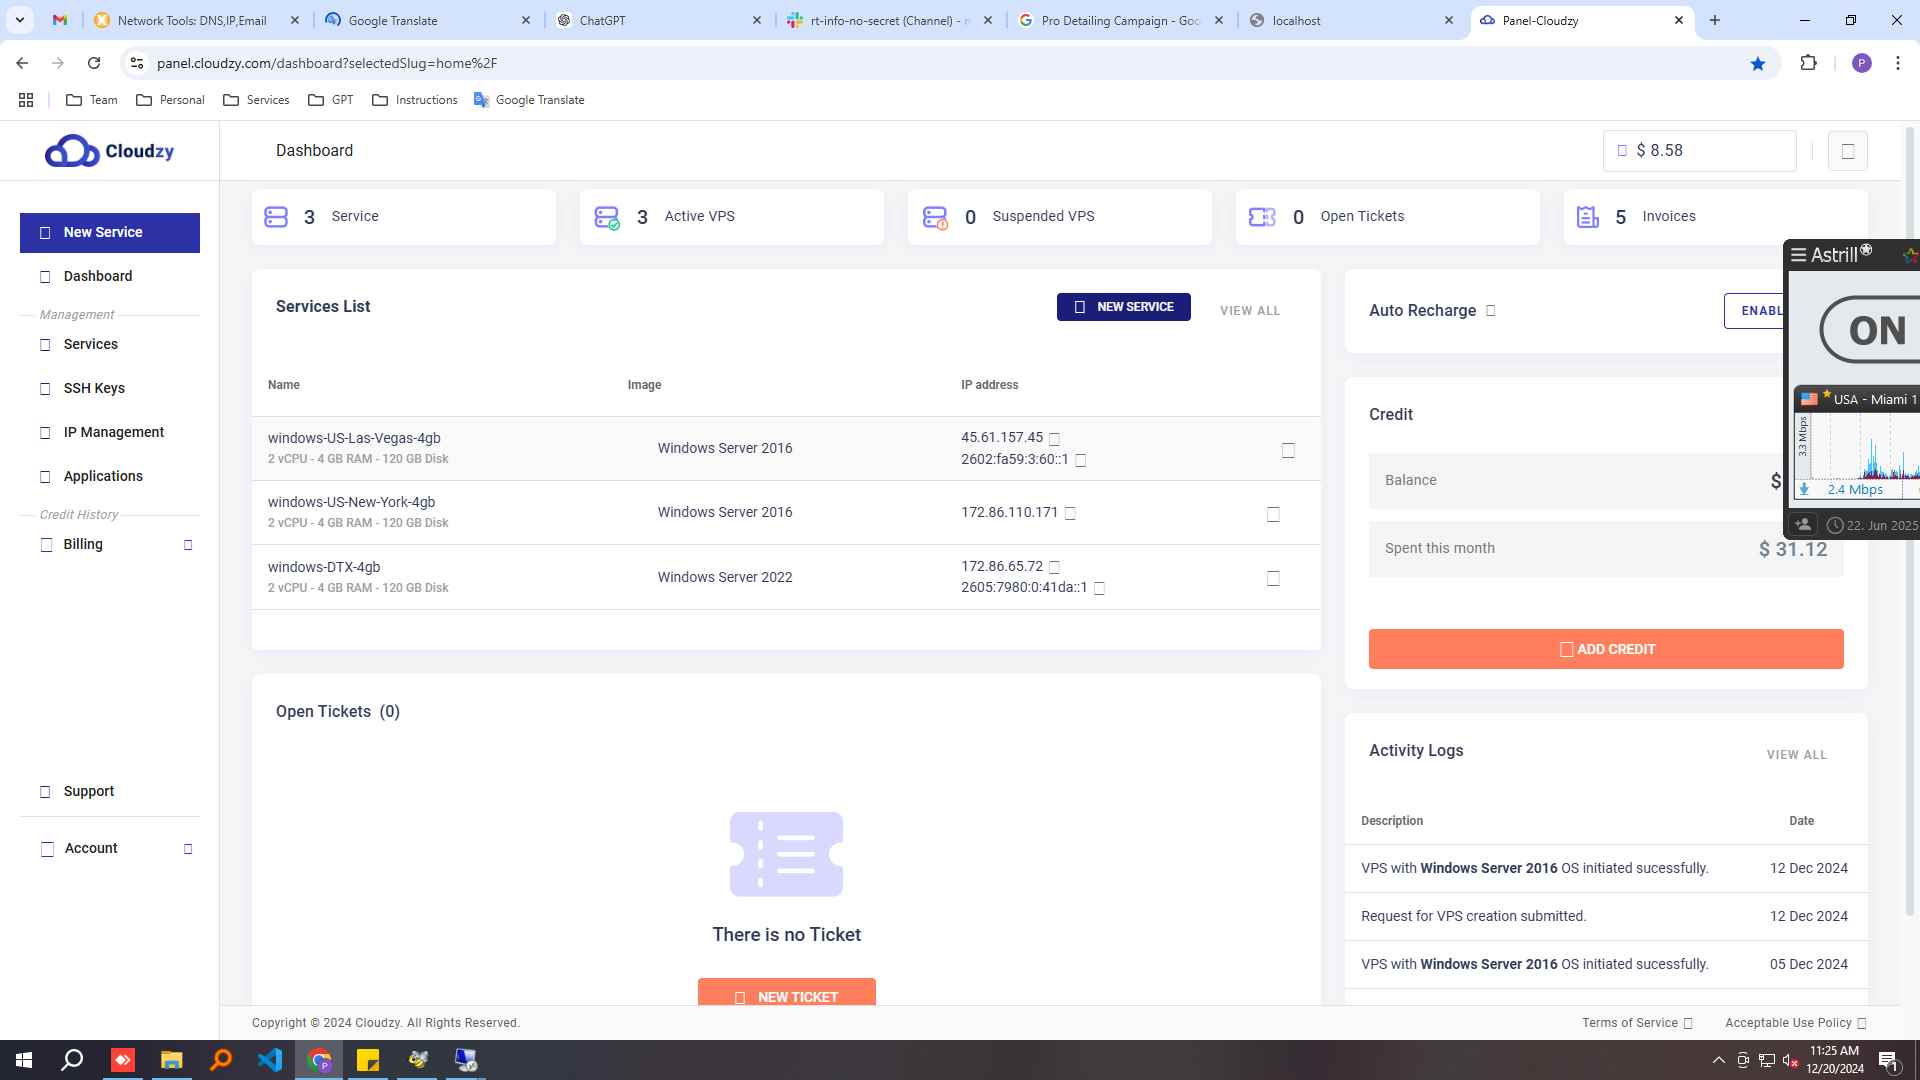 Network Tools: DNS,IP,Email
Google Translate
ChatGPT
rt-info-no-secret (Channel) -
Pro Detailing Campaign - Goo
localhost
Panel-Cloudzy
panel.cloudzy.com/dashboard?selectedSlug=home%2F
P
Team
Personal
Services
GPT
Instructions
Google Translate
Cloudzy
Dashboard
$ 8.58
New Service
Dashboard
Management
Services
SSH Keys
IP Management
Applications
Credit History
Billing
Support
Account
3 Service
3 Active VPS
0 Suspended VPS
0 Open Tickets
5 Invoices
Services List
NEW SERVICE
VIEW ALL
Name
Image
IP address
windows-US-Las-Vegas-4gb
2 vCPU - 4 GB RAM - 120 GB Disk
Windows Server 2016
45.61.157.45
2602:fa59:3:60::1
windows-US-New-York-4gb
2 vCPU - 4 GB RAM - 120 GB Disk
Windows Server 2016
172.86.110.171
windows-DTX-4gb
2 vCPU - 4 GB RAM - 120 GB Disk
Windows Server 2022
172.86.65.72
2605:7980:0:41da::1
Open Tickets (0)
There is no Ticket
NEW TICKET
Auto Recharge
ENABL
Credit
Balance
$
Spent this month
$ 31.12
ADD CREDIT
Astrill
ON
USA - Miami 1
3.3 Mbps
2.4 Mbps
22. Jun 2025
Activity Logs
VIEW ALL
Description
Date
VPS with Windows Server 2016 OS initiated sucessfully.
12 Dec 2024
Request for VPS creation submitted.
12 Dec 2024
VPS with Windows Server 2016 OS initiated sucessfully.
05 Dec 2024
Copyright © 2024 Cloudzy. All Rights Reserved.
Terms of Service
Acceptable Use Policy
11:25 AM
12/20/2024
1